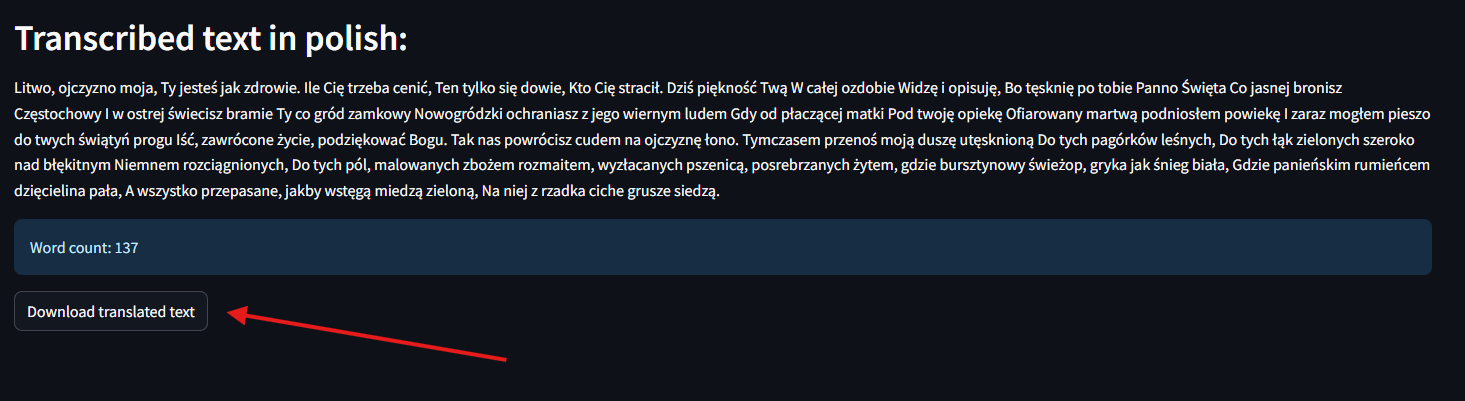 Transcribed text in polish:
Litwo, ojczyzno moja, Ty jesteś jak zdrowie. Ile Cię trzeba cenić, Ten tylko się dowie, Kto Cię stracił. Dziś piękność Twą W całej ozdobie Widzę i opisuję, Bo tęsknię po tobie Panno Święta Co jasnej bronisz
Częstochowy I w ostrej świecisz bramie Ty co gród zamkowy Nowogródzki ochraniasz z jego wiernym ludem Gdy od płaczącej matki Pod twoję opiekę Ofiarowany martwą podniosłem powiekę I zaraz mogłem pieszo
do twych świątyń progu Iść, zawrócone życie, podziękować Bogu. Tak nas powrócisz cudem na ojczyznę łono. Tymczasem przenoś moją duszę utęsknioną Do tych pagórków leśnych, Do tych łąk zielonych szeroko
nad błękitnym Niemnem rozciągnionych, Do tych pól, malowanych zbożem rozmaitem, wyzłacanych pszenicą, posrebrzanych żytem, gdzie bursztynowy świeżop, gryka jak śnieg biała, Gdzie panieńskim rumieńcem
dzięcielina pała, A wszystko przepasane, jakby wstęgą miedzą zieloną, Na niej z rzadka ciche grusze siedzą.
Word count: 137
Download translated text